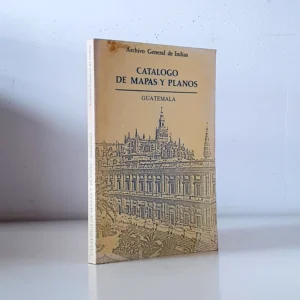 Archivo General de Indias
CATALOGO
DE MAPAS Y PLANOS
GUATEMALA